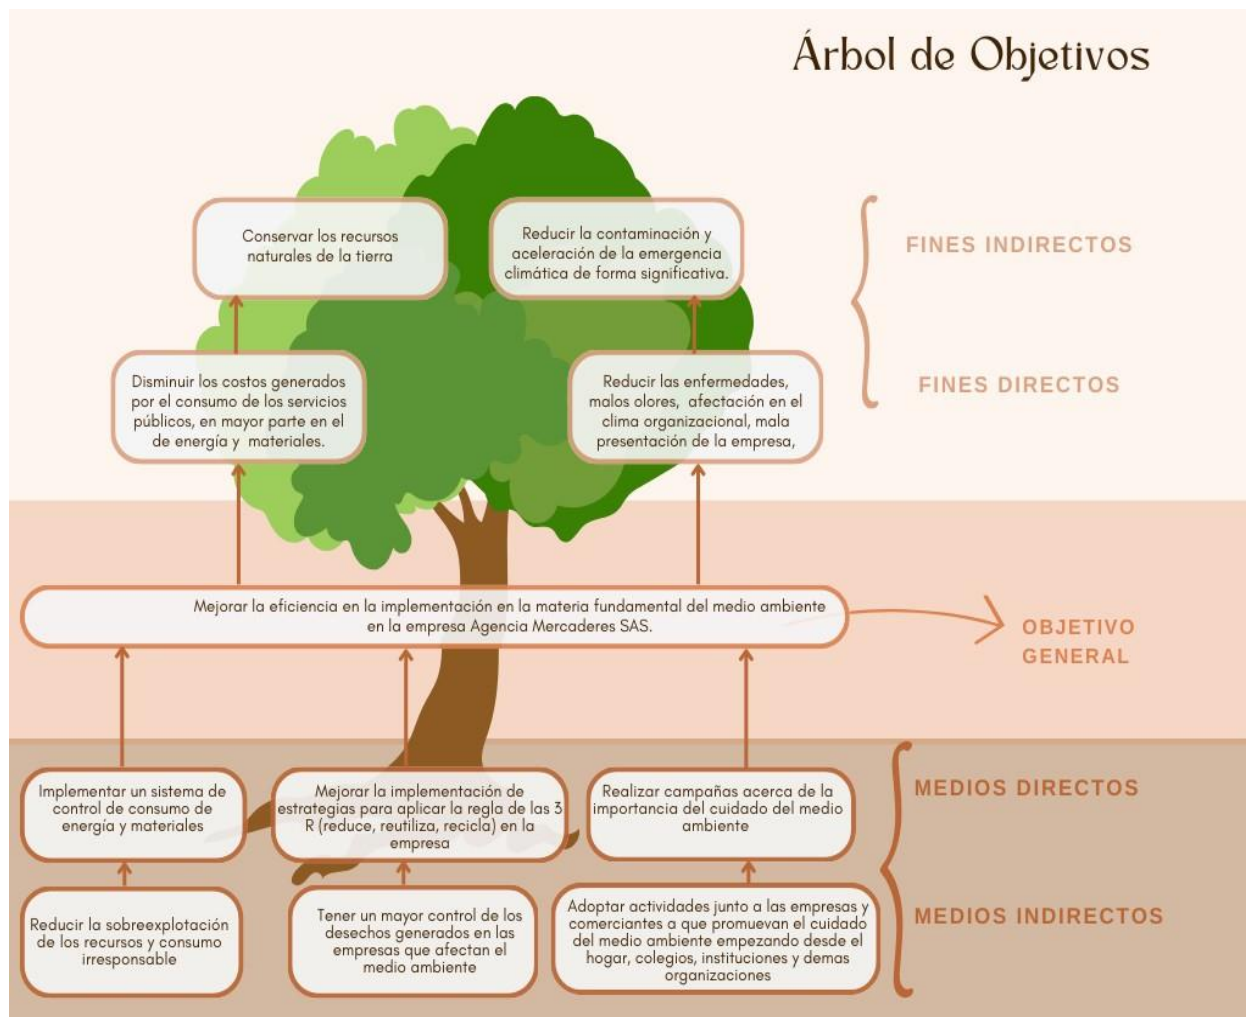 Árbol de Objetivos
Conservar los recursos
naturales de la tierra
Reducir la contaminación y
aceleración de la emergencia
climática de forma significativa.
FINES INDIRECTOS
Disminuir los costos generados
por el consumo de los servicios
públicos, en mayor parte en el
de energía y materiales.
Reducir las enfermedades,
malos olores, afectación en el
clima organizacional, mala
presentación de la empresa,
FINES DIRECTOS
Mejorar la eficiencia en la implementación en la materia fundamental del medio ambiente
en la empresa Agencia Mercaderes SAS.
OBJETIVO
GENERAL
Implementar un sistema de
control de consumo de
energía y materiales
Mejorar la implementación de
estrategias para aplicar la regla de las 3
R (reduce, reutiliza, recicla) en la
empresa
Realizar campañas acerca de la
importancia del cuidado del medio
ambiente
MEDIOS DIRECTOS
Reducir la sobreexplotación
de los recursos y consumo
irresponsable
Tener un mayor control de los
desechos generados en las
empresas que afectan el
medio ambiente
Adoptar actividades junto a las empresas y
comerciantes a que promuevan el cuidado
del medio ambiente empezando desde el
hogar, colegios, instituciones y demas
organizaciones
MEDIOS INDIRECTOS